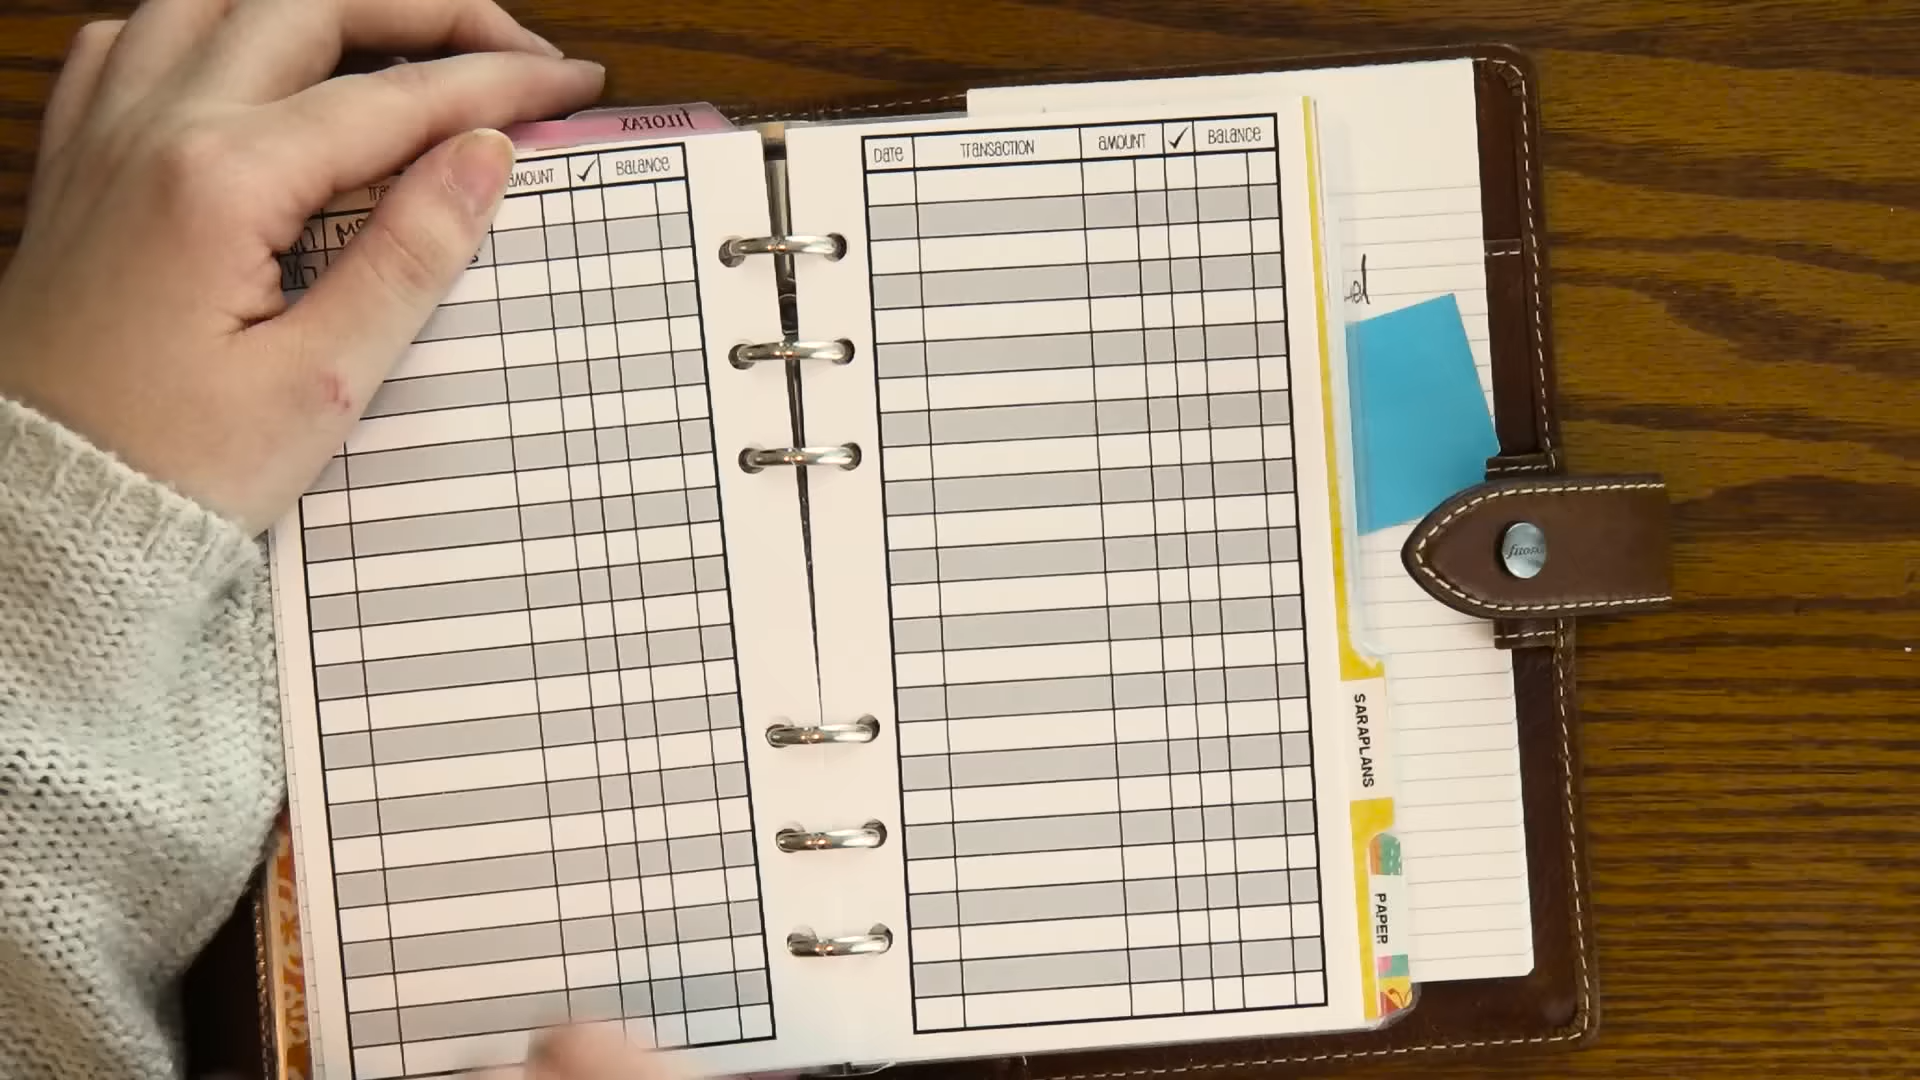 FILOFAX
AMOUNT ✓ BALANCE
DATE TRANSACTION AMOUNT ✓ BALANCE
filofax
SARAPLANS
PAPER